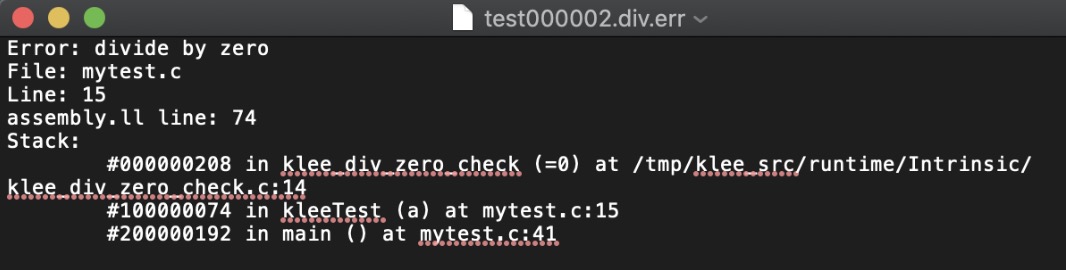 test000002.div.err
Error: divide by zero
File: mytest.c
Line: 15
assembly.ll line: 74
Stack:
#000000208 in klee_div_zero_check (=0) at /tmp/klee_src/runtime/Intrinsic/
klee_div_zero_check.c:14
#100000074 in kleeTest (a) at mytest.c:15
#200000192 in main () at mytest.c:41